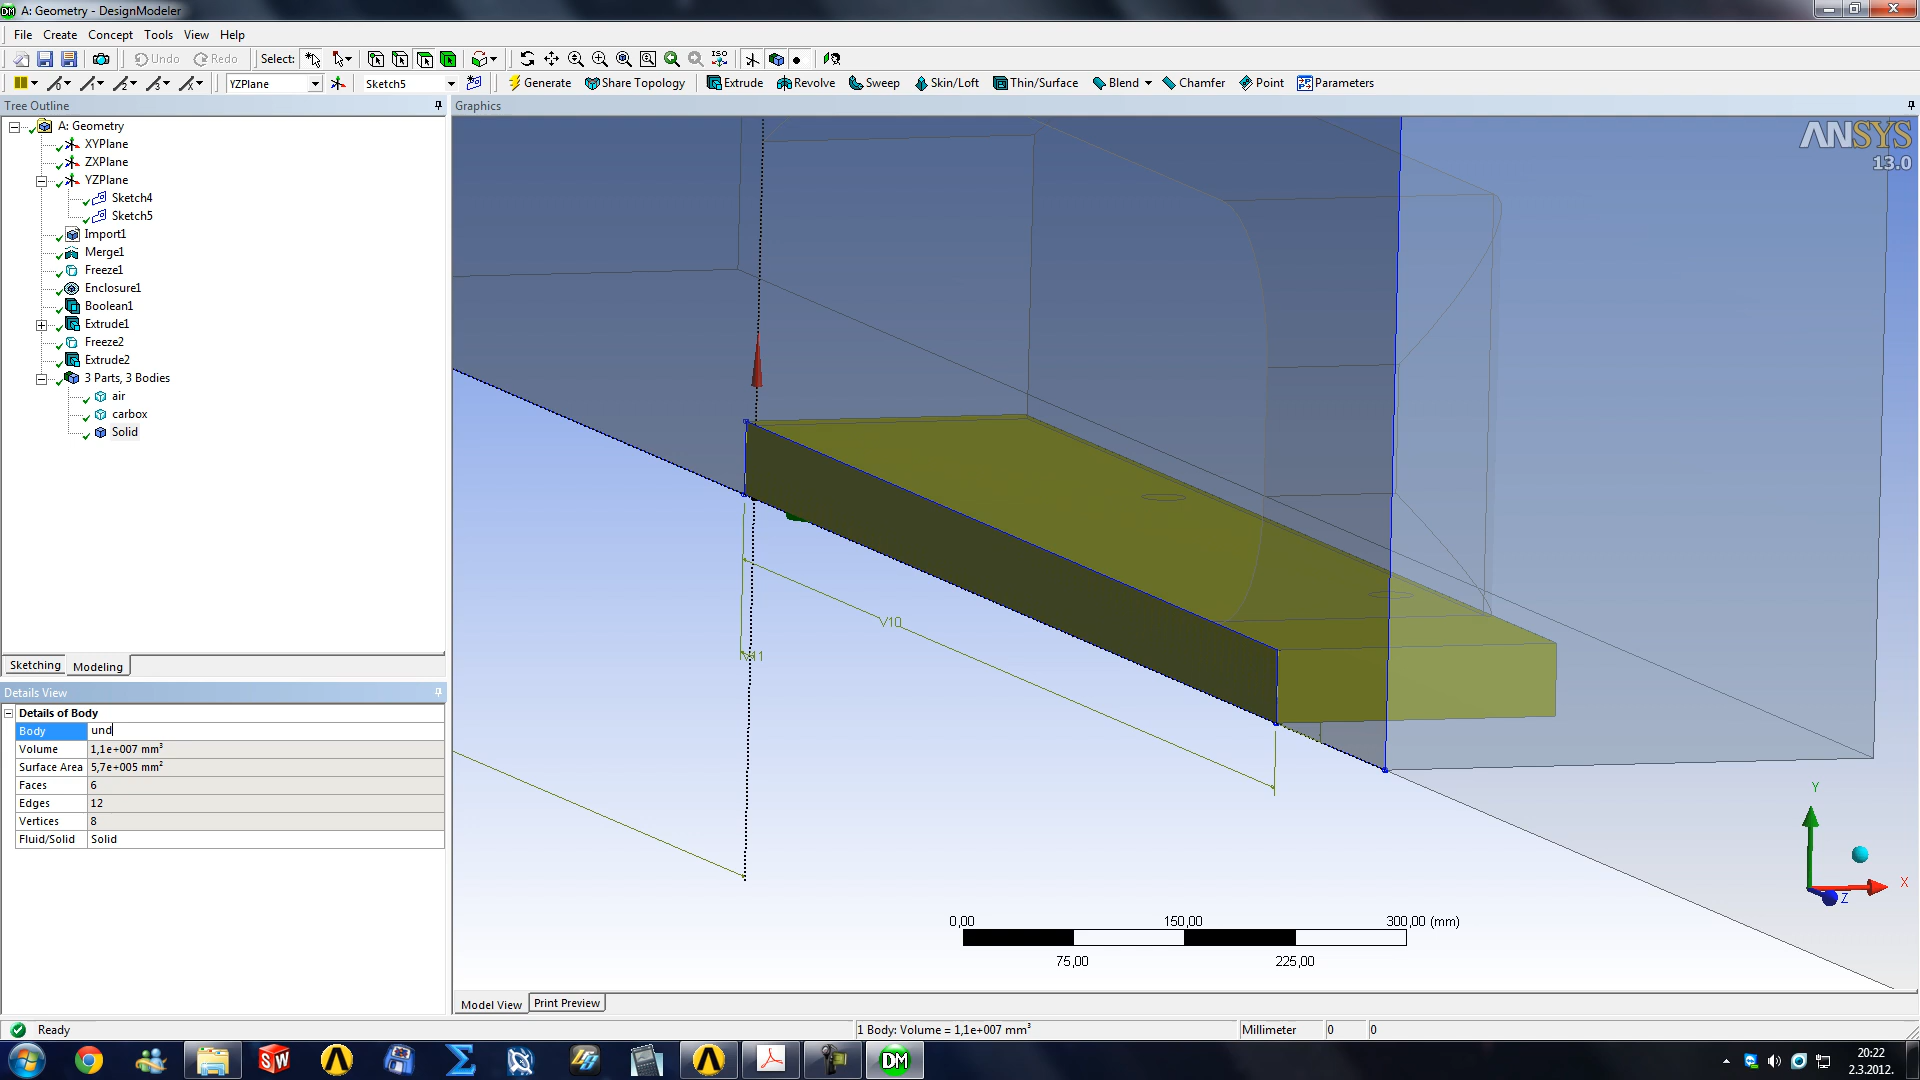 A: Geometry - DesignModeler
File Create Concept Tools View Help
Undo Redo Select:
YZPlane Sketch5 Generate Share Topology Extrude Revolve Sweep Skin/Loft Thin/Surface Blend Chamfer Point Parameters
Tree Outline
Graphics
A: Geometry
XYPlane
ZXPlane
YZPlane
Sketch4
Sketch5
Import1
Merge1
Freeze1
Enclosure1
Boolean1
Extrude1
Freeze2
Extrude2
3 Parts, 3 Bodies
air
carbox
Solid
Sketching Modeling
Details View
Details of Body
Body und
Volume 1,1e+007 mm³
Surface Area 5,7e+005 mm²
Faces 6
Edges 12
Vertices 8
Fluid/Solid Solid
ANSYS
13.0
V10
Y
X
Z
0,00 150,00 300,00 (mm)
75,00 225,00
Model View Print Preview
Ready 1 Body: Volume = 1,1e+007 mm³ Millimeter 0 0
20:22
2.3.2012.